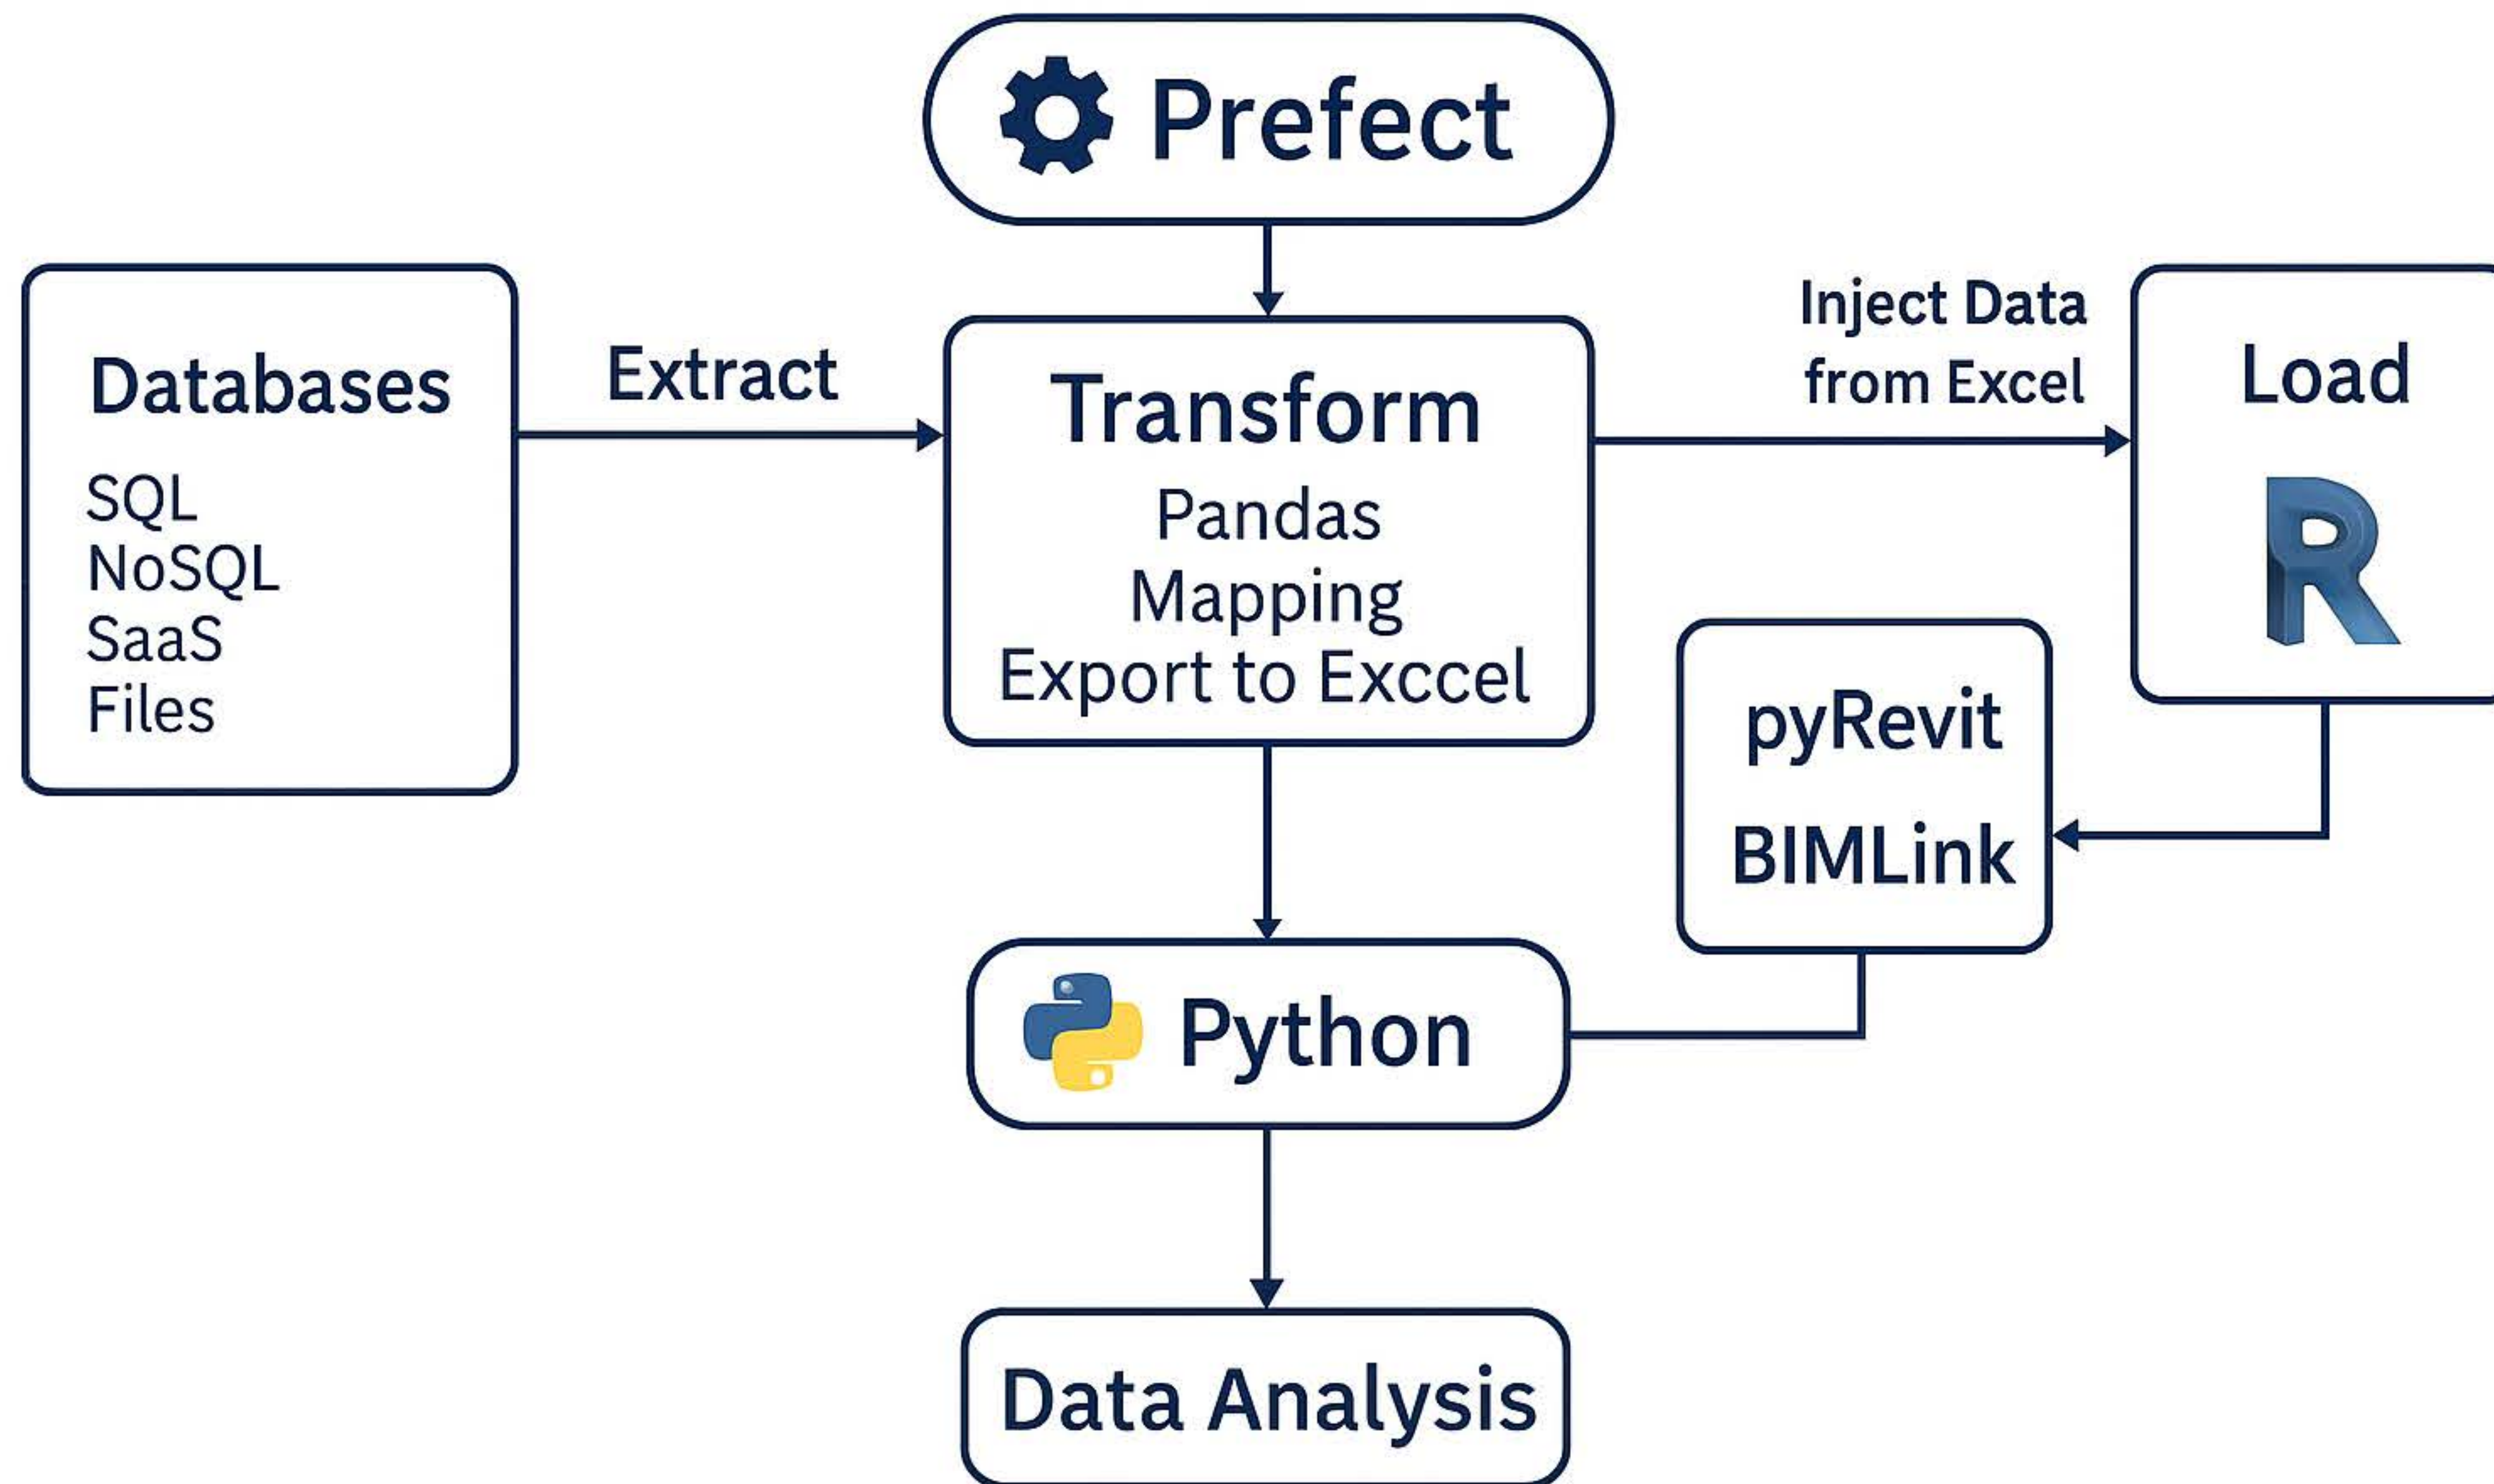 Prefect
Databases
SQL
NoSQL
SaaS
Files
Extract
Transform
Pandas
Mapping
Export to Exccel
Inject Data
from Excel
Load
R
pyRevit
BIMLink
Python
Data Analysis